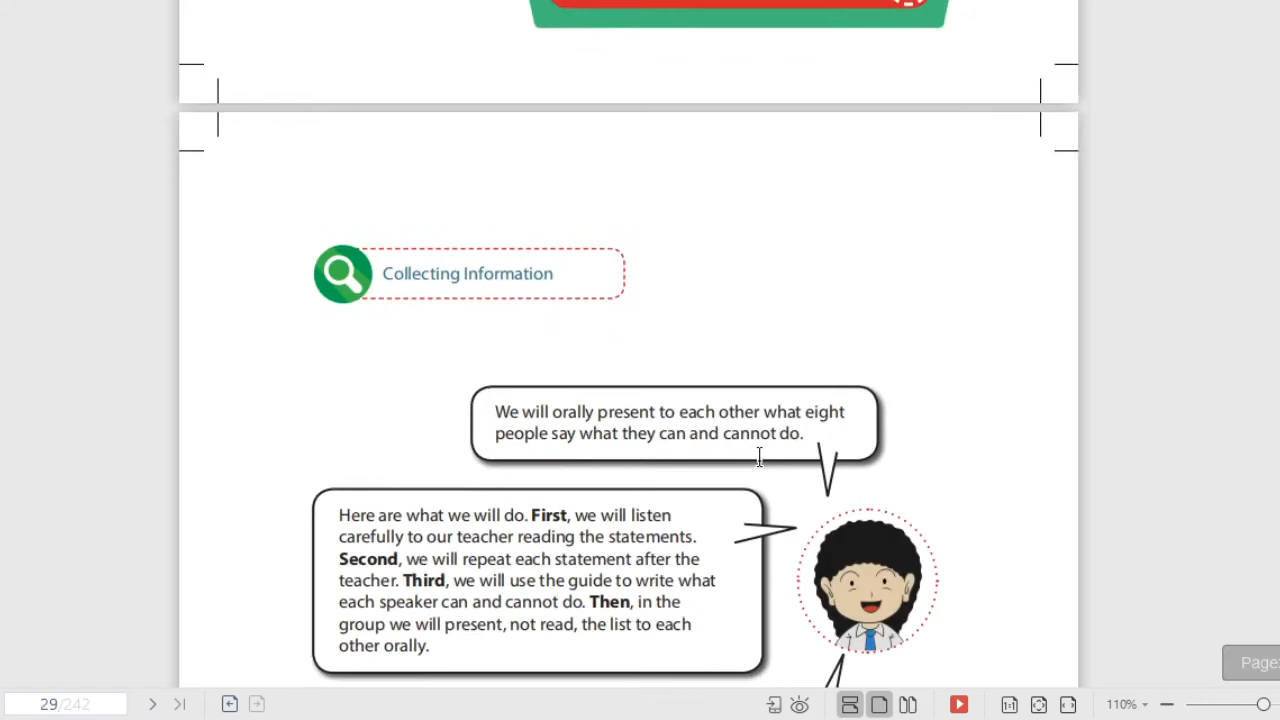 Collecting Information
We will orally present to each other what eight
people say what they can and cannot do.
Here are what we will do. First, we will listen
carefully to our teacher reading the statements.
Second, we will repeat each statement after the
teacher. Third, we will use the guide to write what
each speaker can and cannot do. Then, in the
group we will present, not read, the list to each
other orally.
Page
29/242
110%